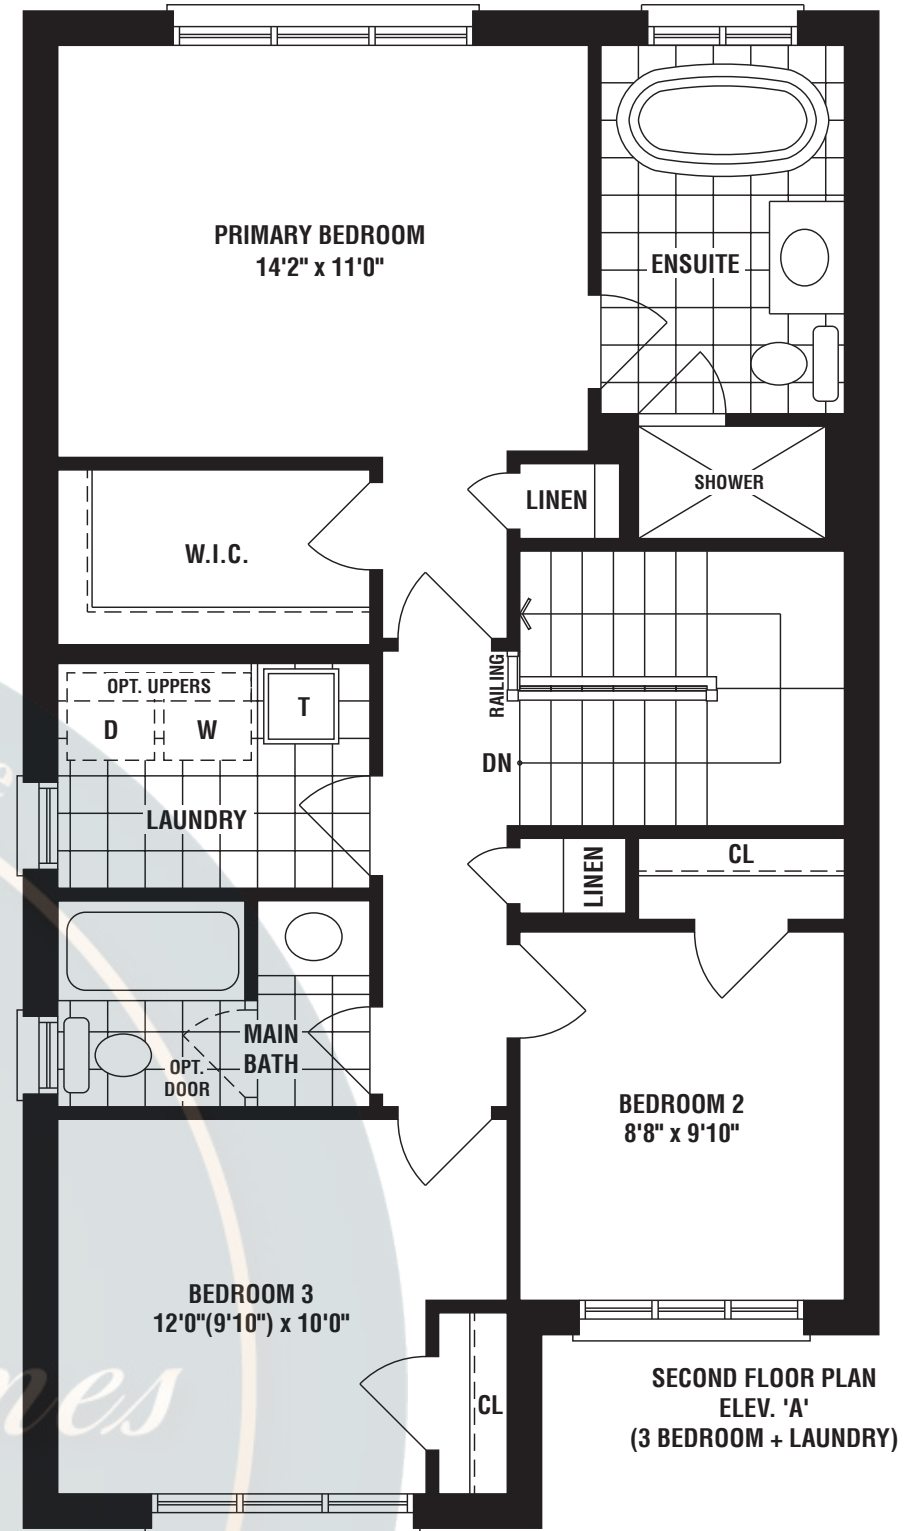 PRIMARY BEDROOM
14'2" x 11'0"
ENSUITE
SHOWER
LINEN
W.I.C.
OPT. UPPERS
D
W
T
RAILING
DN
LAUNDRY
LINEN
CL
MAIN
BATH
OPT.
DOOR
BEDROOM 2
8'8" x 9'10"
BEDROOM 3
12'0"(9'10") x 10'0"
CL
SECOND FLOOR PLAN
ELEV. 'A'
(3 BEDROOM + LAUNDRY)